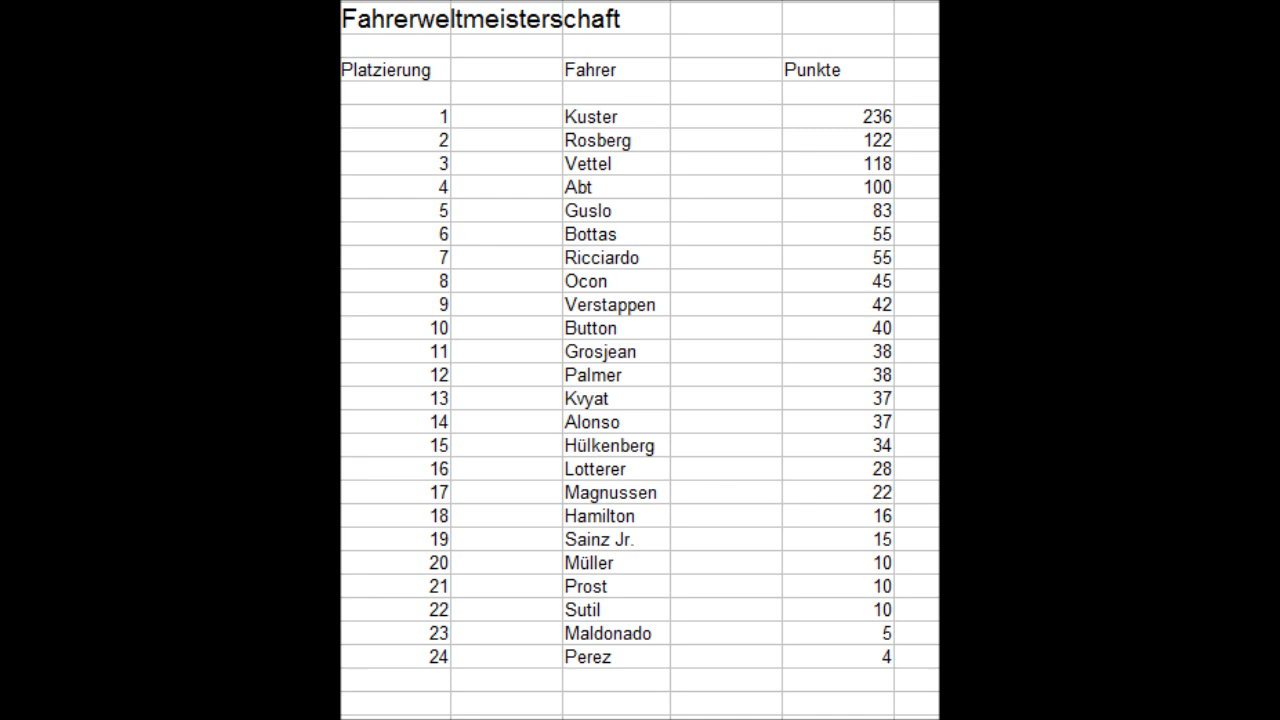 Fahrerweltmeisterschaft
Platzierung Fahrer Punkte
1 Kuster 236
2 Rosberg 122
3 Vettel 118
4 Abt 100
5 Guslo 83
6 Bottas 55
7 Ricciardo 55
8 Ocon 45
9 Verstappen 42
10 Button 40
11 Grosjean 38
12 Palmer 38
13 Kvyat 37
14 Alonso 37
15 Hülkenberg 34
16 Lotterer 28
17 Magnussen 22
18 Hamilton 16
19 Sainz Jr. 15
20 Müller 10
21 Prost 10
22 Sutil 10
23 Maldonado 5
24 Perez 4